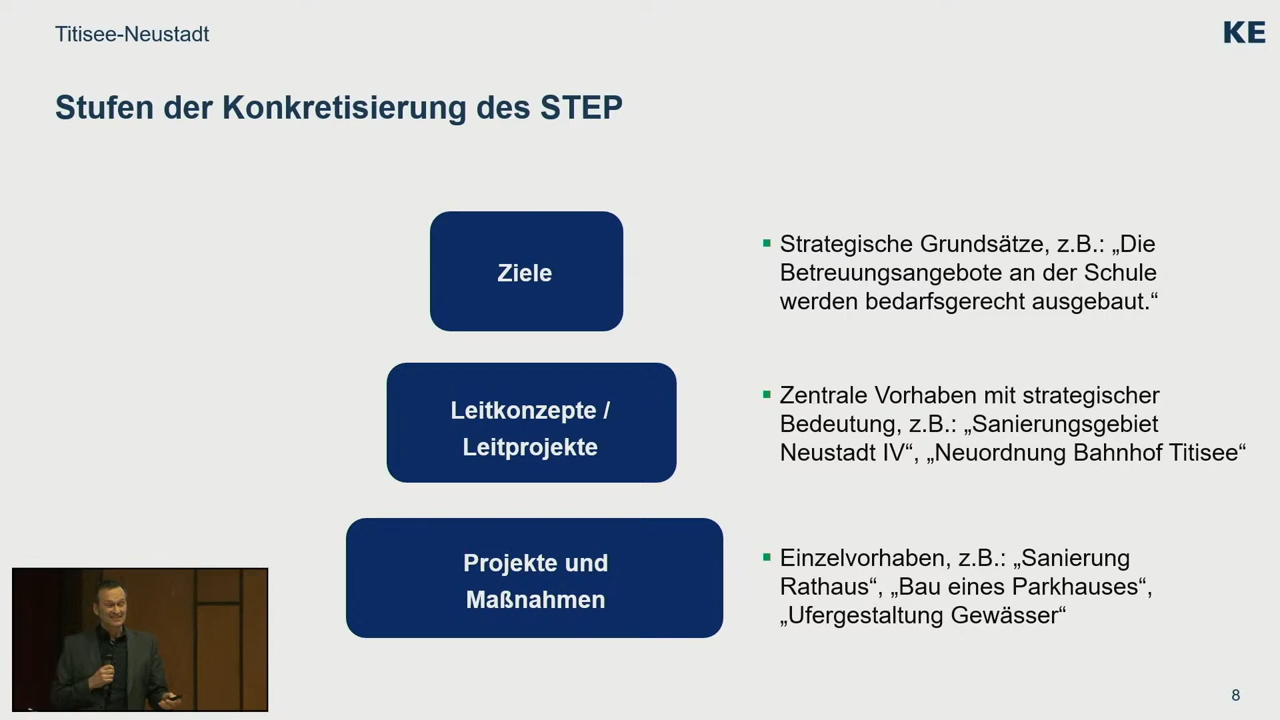 Titisee-Neustadt
KE
Stufen der Konkretisierung des STEP
Ziele
Strategische Grundsätze, z.B.: „Die
Betreuungsangebote an der Schule
werden bedarfsgerecht ausgebaut.“
Leitkonzepte /
Leitprojekte
Zentrale Vorhaben mit strategischer
Bedeutung, z.B.: „Sanierungsgebiet
Neustadt IV“, „Neuordnung Bahnhof Titisee“
Projekte und
Maßnahmen
Einzelvorhaben, z.B.: „Sanierung
Rathaus“, „Bau eines Parkhauses“,
„Ufergestaltung Gewässer“
8